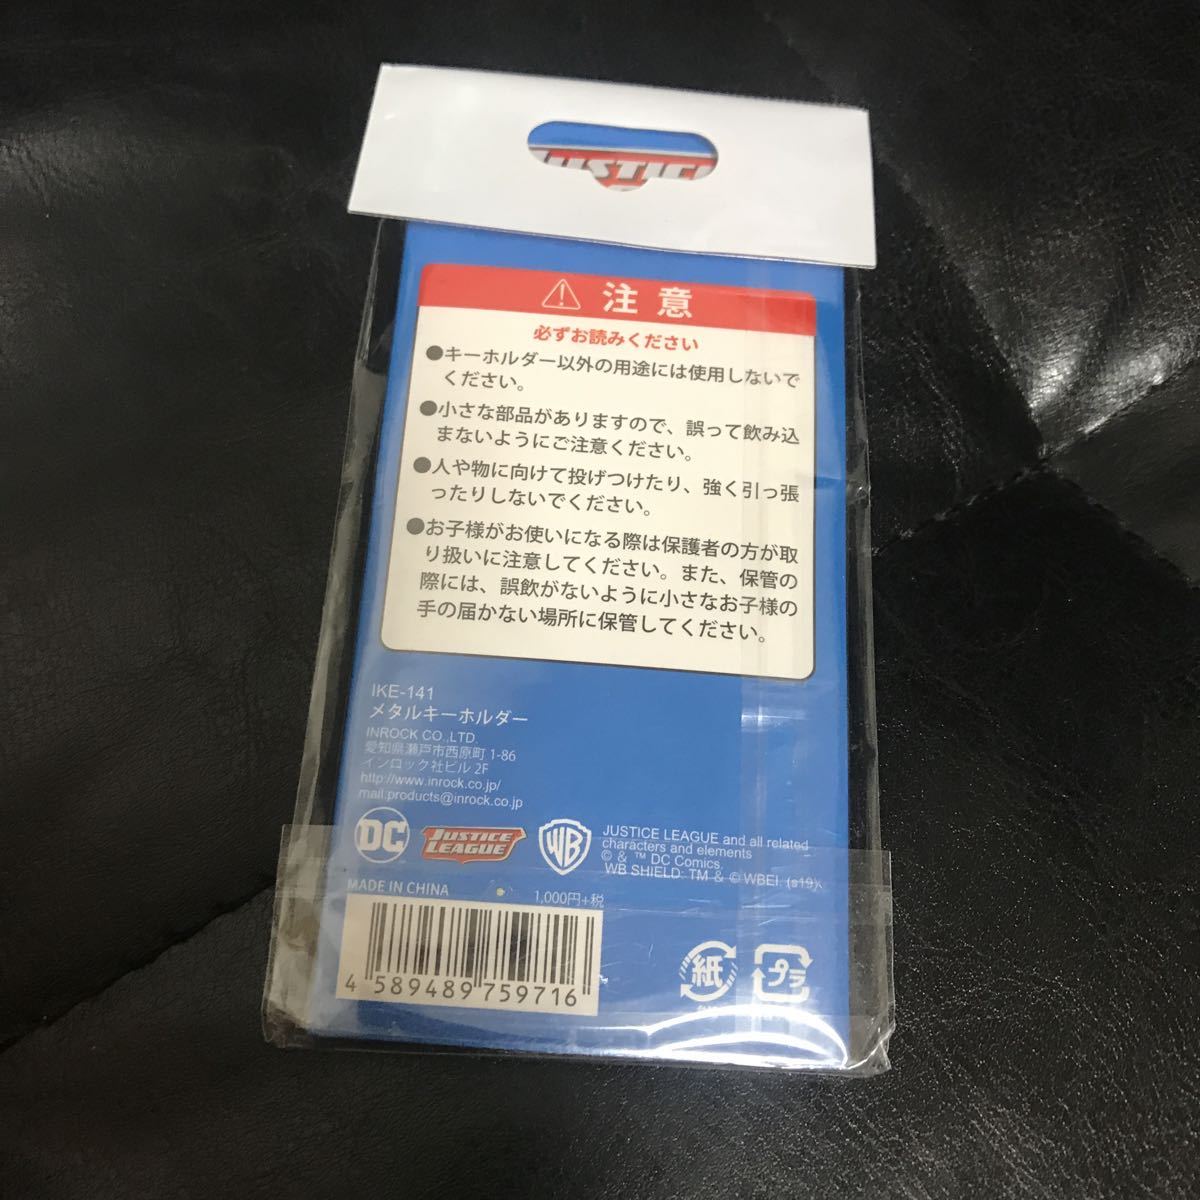 JUSTICE
注意
必ずお読みください
●キーホルダー以外の用途には使用しないで
ください。
●小さな部品がありますので、誤って飲み込
まないようにご注意ください。
●人や物に向けて投げつけたり、強く引っ張
ったりしないでください。
●お子様がお使いになる際は保護者の方が取
り扱いに注意してください。また、保管の
際には、誤飲がないように小さなお子様の
手の届かない場所に保管してください。
IKE-141
メタルキーホルダー
INROCK CO.,LTD.
愛知県瀬戸市西原町 1-86
インロック社ビル 2F
http://www.inrock.co.jp/
mail:products@inrock.co.jp
DC
JUSTICE
LEAGUE
WB
JUSTICE LEAGUE and all related
characters and elements
© & ™ DC Comics.
WB SHIELD: TM & © WBEI. (s19)
MADE IN CHINA
1,000円+税
4 589489 759716
紙
プラ